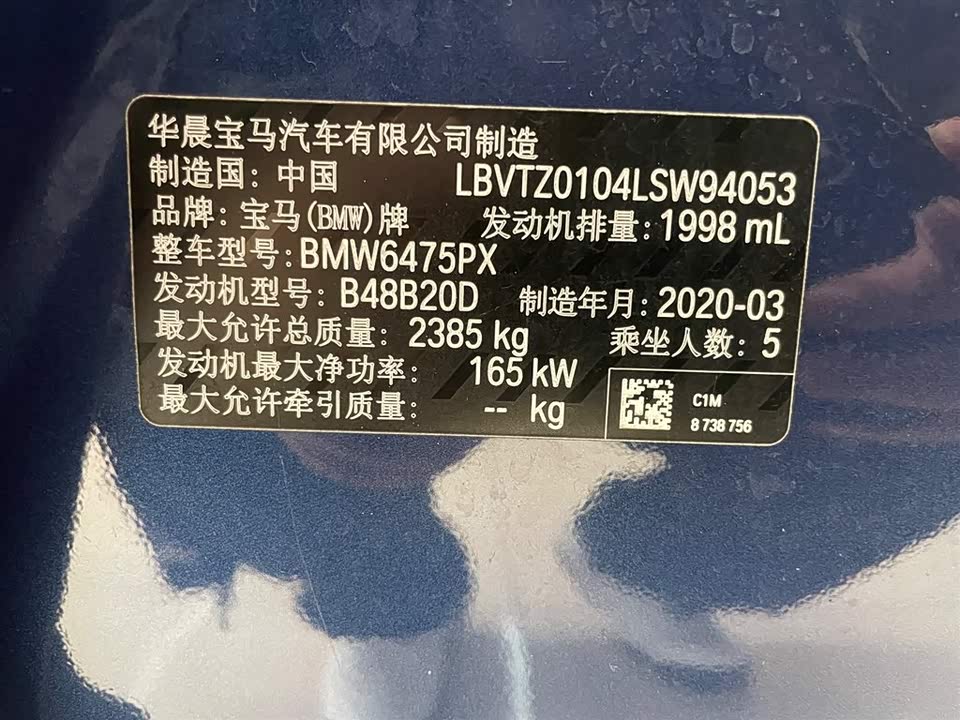 华晨宝马汽车有限公司制造
制造国: 中国 LBVTZ0104LSW94053
品牌: 宝马(BMW)牌 发动机排量: 1998 mL
整车型号: BMW6475PX
发动机型号: B48B20D 制造年月: 2020-03
最大允许总质量: 2385 kg 乘坐人数: 5
发动机最大净功率: 165 kW
最大允许牵引质量: -- kg
C1M
8 738 756